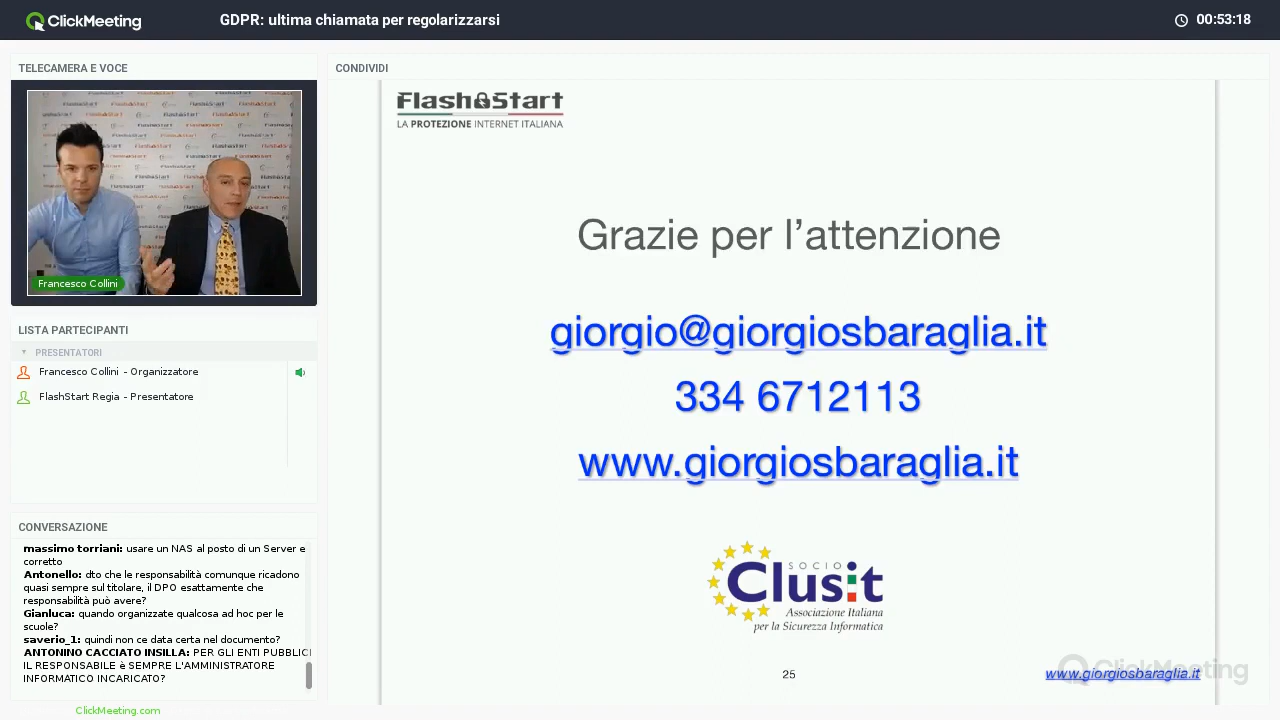 ClickMeeting
GDPR: ultima chiamata per regolarizzarsi
00:53:18
TELECAMERA E VOCE
Francesco Collini
LISTA PARTECIPANTI
PRESENTATORI
Francesco Collini - Organizzatore
FlashStart Regia - Presentatore
CONVERSAZIONE
massimo torriani: usare un NAS al posto di un Server e
corretto
Antonello: dto che le responsabilità comunque ricadono
quasi sempre sul titolare, il DPO esattamente che
responsabilità può avere?
Gianluca: quando organizzate qualcosa ad hoc per le
scuole?
saverio_1: quindi non ce data certa nel documento?
ANTONINO CACCIATO INSILLA: PER GLI ENTI PUBBLICI
IL RESPONSABILE è SEMPRE L'AMMINISTRATORE
INFORMATICO INCARICATO?
ClickMeeting.com
CONDIVIDI
FlashStart
LA PROTEZIONE INTERNET ITALIANA
Grazie per l'attenzione
giorgio@giorgiosbaraglia.it
334 6712113
www.giorgiosbaraglia.it
SOCIO
Clusit
Associazione Italiana
per la Sicurezza Informatica
25
www.giorgiosbaraglia.it
ClickMeeting